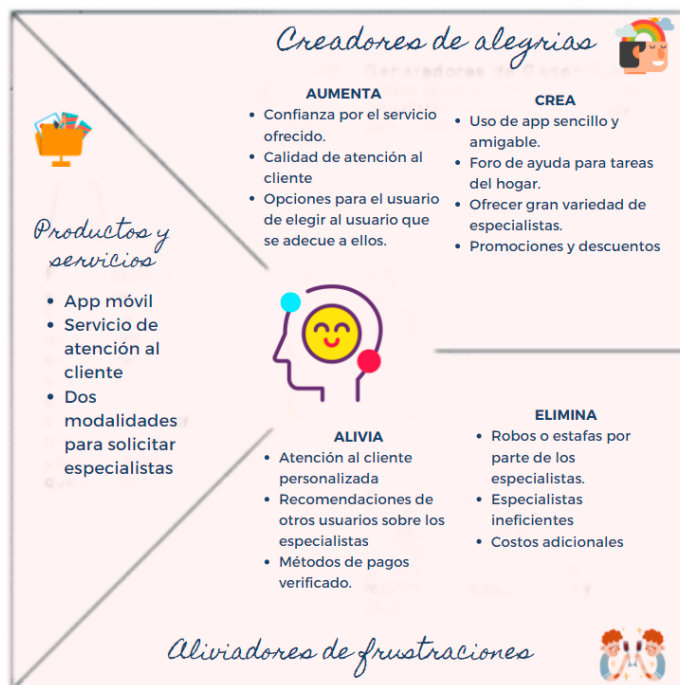 Creadores de alegrias
AUMENTA
• Confianza por el servicio
ofrecido.
• Calidad de atención al
cliente
• Opciones para el usuario
de elegir al usuario que
se adecue a ellos.
CREA
• Uso de app sencillo y
amigable.
• Foro de ayuda para tareas
del hogar.
• Ofrecer gran variedad de
especialistas.
• Promociones y descuentos
Productos y
servicios
• App móvil
• Servicio de
atención al
cliente
• Dos
modalidades
para solicitar
especialistas
ALIVIA
• Atención al cliente
personalizada
• Recomendaciones de
otros usuarios sobre los
especialistas
• Métodos de pagos
verificado.
ELIMINA
• Robos o estafas por
parte de los
especialistas.
• Especialistas
ineficientes
• Costos adicionales
Aliviadores de frustraciones